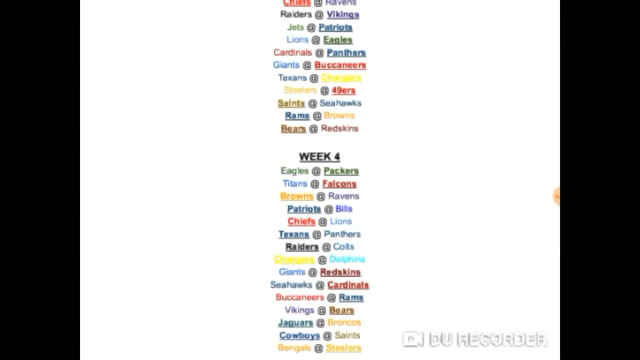 Chiefs @ Ravens
Raiders @ Vikings
Jets @ Patriots
Lions @ Eagles
Cardinals @ Panthers
Giants @ Buccaneers
Texans @ Chargers
Steelers @ 49ers
Saints @ Seahawks
Rams @ Browns
Bears @ Redskins
WEEK 4
Eagles @ Packers
Titans @ Falcons
Browns @ Ravens
Patriots @ Bills
Chiefs @ Lions
Texans @ Panthers
Raiders @ Colts
Chargers @ Dolphins
Giants @ Redskins
Seahawks @ Cardinals
Buccaneers @ Rams
Vikings @ Bears
Jaguars @ Broncos
Cowboys @ Saints
Bengals @ Steelers
DU RECORDER